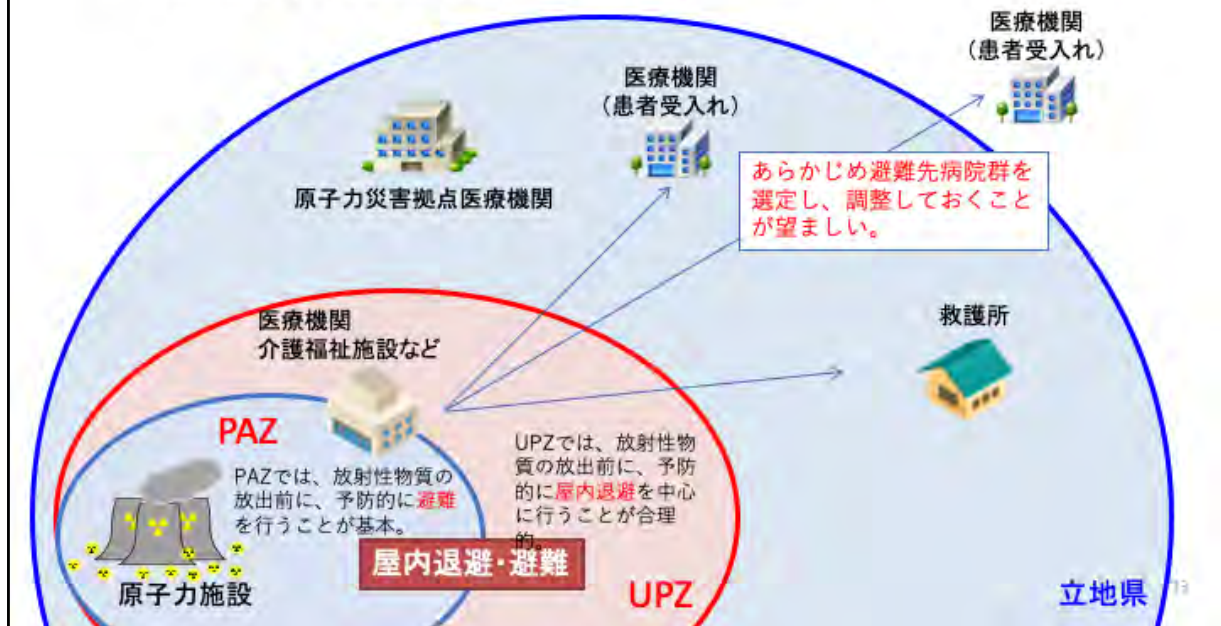 医療機関
（患者受入れ）
医療機関
（患者受入れ）
原子力災害拠点医療機関
あらかじめ避難先病院群を
選定し、調整しておくこと
が望ましい。
救護所
医療機関
介護福祉施設など
PAZ
PAZでは、放射性物質の
放出前に、予防的に避難
を行うことが基本。
UPZでは、放射性物
質の放出前に、予防
的に屋内退避を中心
に行うことが合理
的。
屋内退避・避難
原子力施設
UPZ
立地県
13